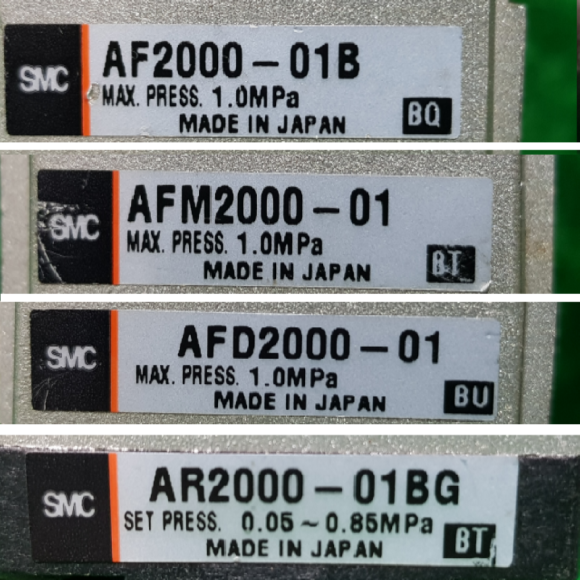 SMC
AF2000-01B
MAX. PRESS. 1.0MPa
MADE IN JAPAN
BQ
SMC
AFM2000-01
MAX. PRESS. 1.0MPa
MADE IN JAPAN
BT
SMC
AFD2000-01
MAX. PRESS. 1.0MPa
MADE IN JAPAN
BU
SMC
AR2000-01BG
SET PRESS. 0.05~0.85MPa
MADE IN JAPAN
BT